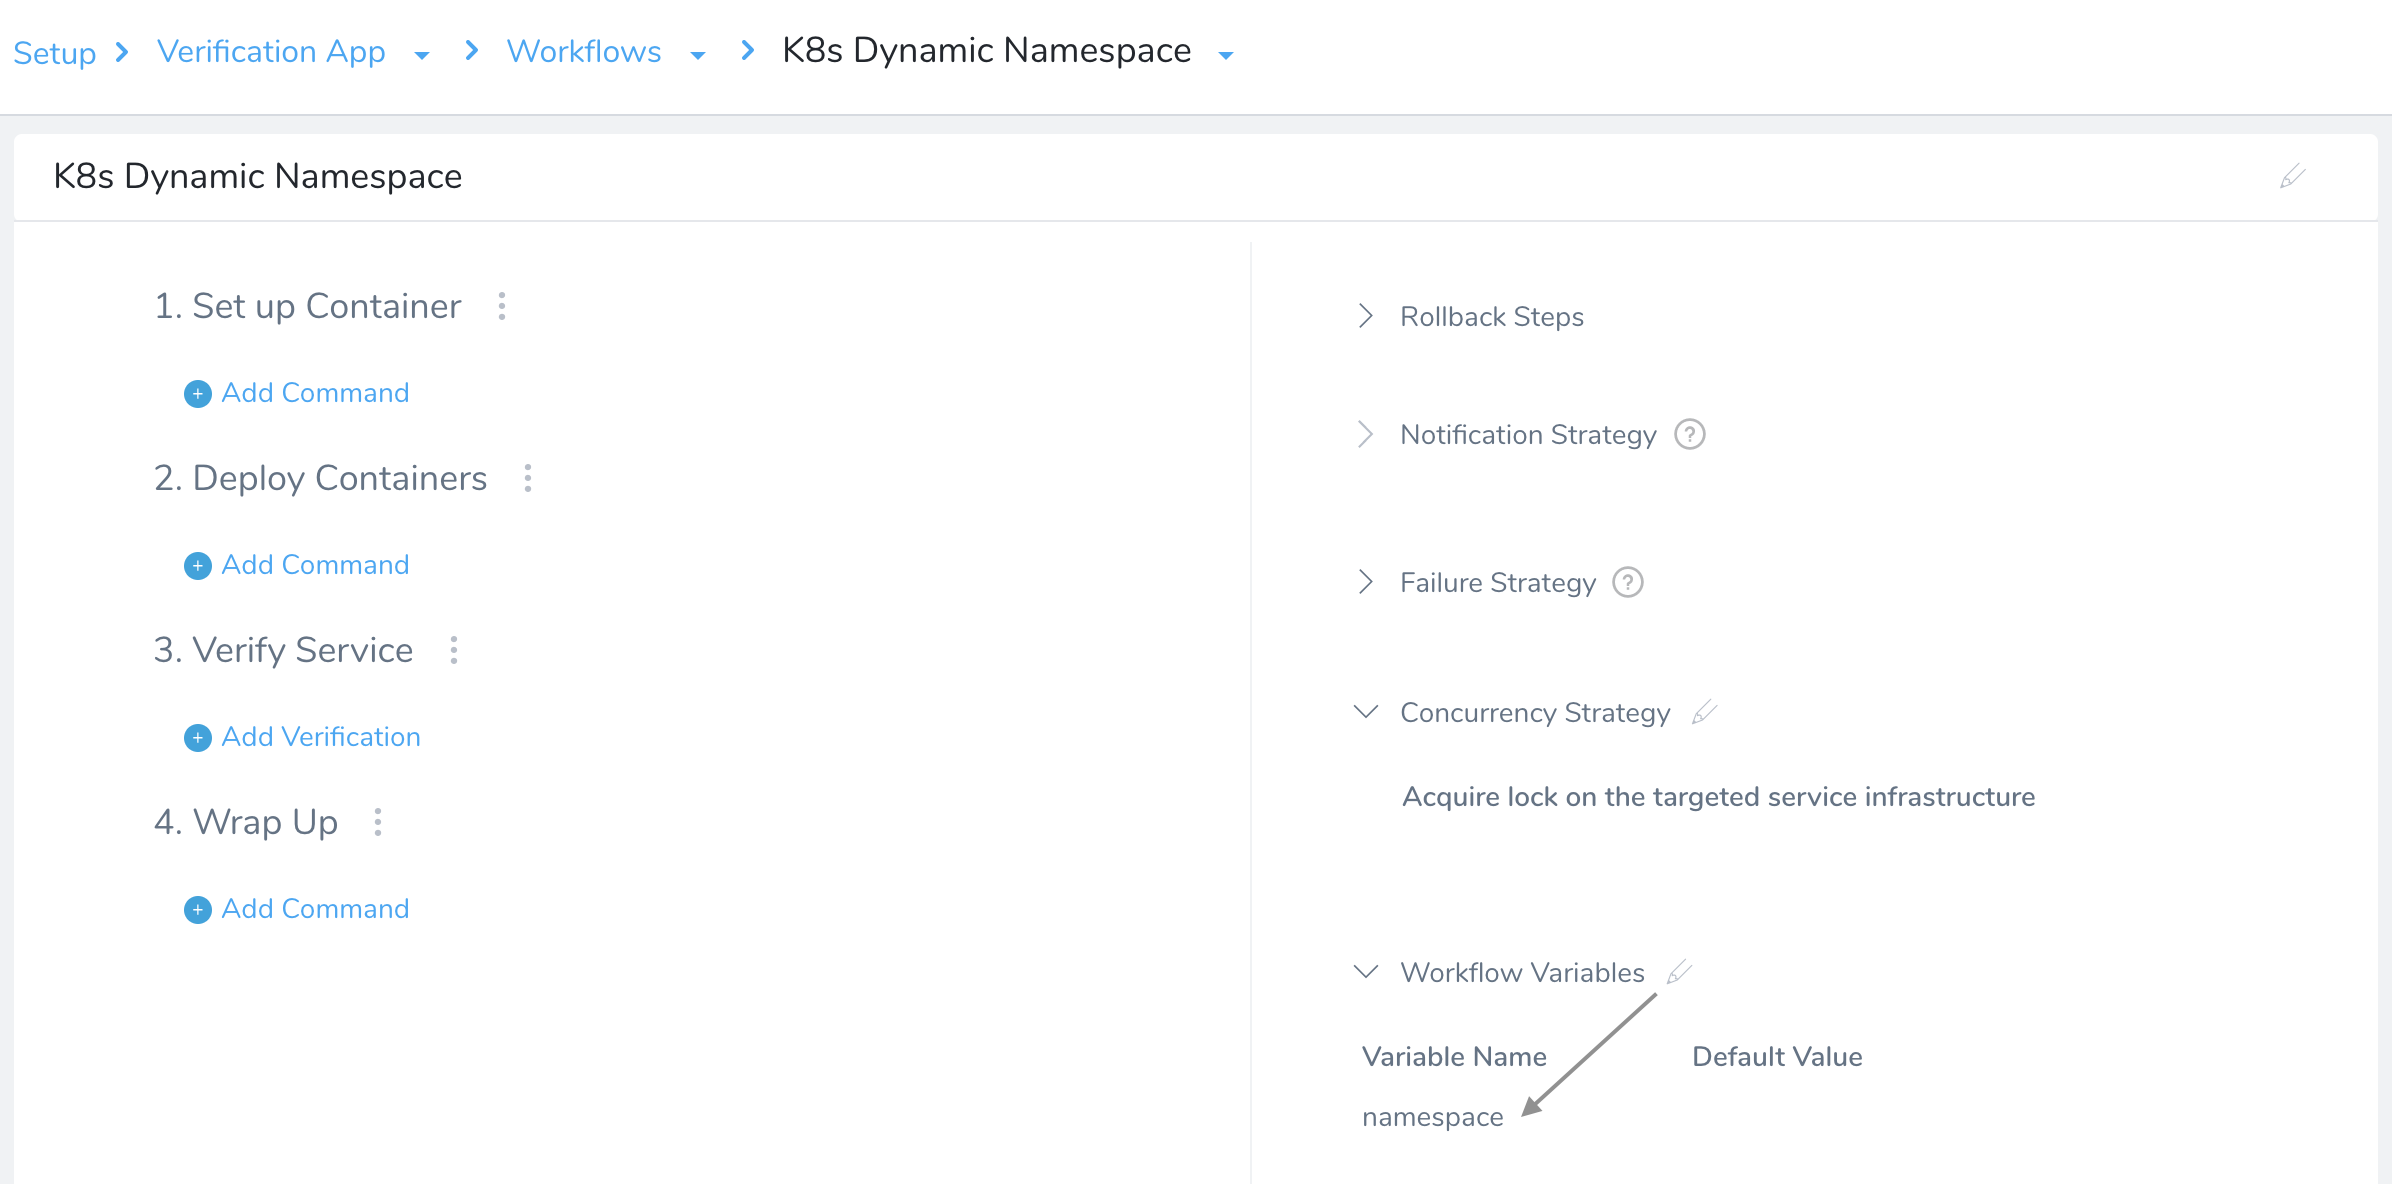 Setup Verification App Workflows K8s Dynamic Namespace
K8s Dynamic Namespace
1. Set up Container
+ Add Command
2. Deploy Containers
+ Add Command
3. Verify Service
+ Add Verification
4. Wrap Up
+ Add Command
Rollback Steps
Notification Strategy ?
Failure Strategy ?
Concurrency Strategy
Acquire lock on the targeted service infrastructure
Workflow Variables
Variable Name Default Value
namespace